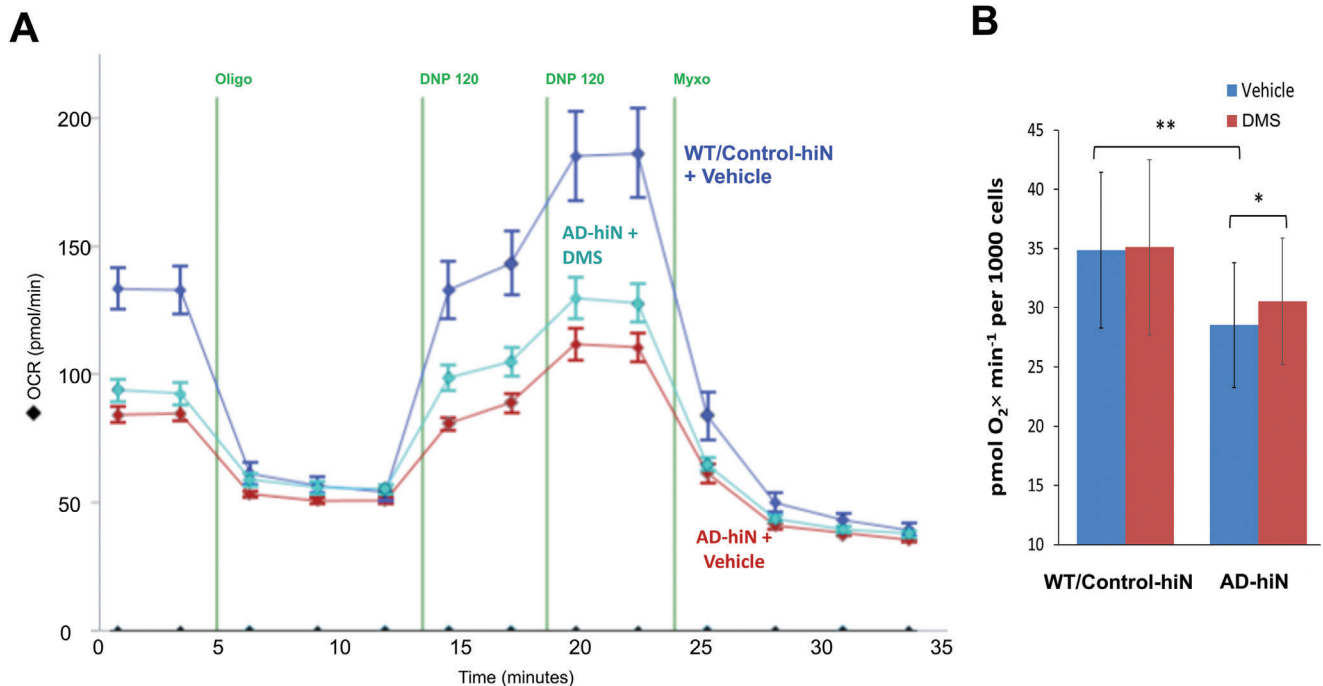 A
Oligo
DNP 120
DNP 120
Myxo
200
150
100
50
0
OCR (pmol/min)
WT/Control-hiN
+ Vehicle
AD-hiN +
DMS
AD-hiN +
Vehicle
0
5
10
15
20
25
30
35
Time (minutes)
B
Vehicle
DMS
45
40
35
30
25
20
15
10
pmol O₂× min⁻¹ per 1000 cells
**
*
WT/Control-hiN
AD-hiN